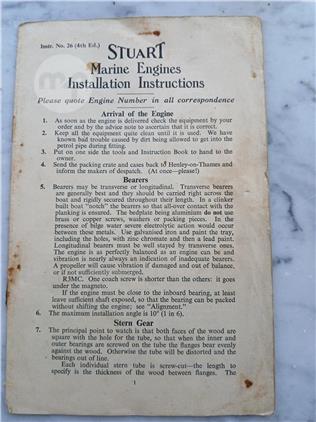 Instr. No. 26 (4th Ed.)
STUART
Marine Engines
Installation Instructions
Please quote Engine Number in all correspondence
Arrival of the Engine
1. As soon as the engine is delivered check the equipment by your
order and by the advice note to ascertain that it is correct.
2. Keep all the equipment quite clean until it is used. We have
known bad trouble caused by dirt being allowed to get into the
petrol pipe during fitting.
3. Put on one side the tools and Instruction Book to hand to the
owner.
4. Send the packing crate and cases back to Henley-on-Thames and
inform the makers of despatch. (At once—please!)
Bearers
5. Bearers may be transverse or longitudinal. Transverse bearers
are generally best and they should be carried right across the
boat and rigidly secured throughout their length. In a clinker
built boat "notch" the bearers so that all-over contact with the
planking is ensured. The bedplate being aluminium do not use
brass or copper screws, washers or packing pieces. In the
presence of bilge water severe electrolytic action would occur
between these metals. Use galvanised iron and paint the tray,
including the holes, with zinc chromate and then a lead paint.
Longitudinal bearers must be well stayed by transverse ones.
The engine is as perfectly balanced as an engine can be and
vibration is nearly always an indication of inadequate bearers.
A propeller will cause vibration if damaged and out of balance,
or if not sufficiently submerged.
R3MC. One coach screw is shorter than the others: it goes
under the magneto.
If the engine must be close to the inboard bearing, at least
leave sufficient shaft exposed, so that the bearing can be packed
without shifting the engine; see "Alignment."
6. The maximum installation angle is 10° (1 in 6).
Stern Gear
7. The principal point to watch is that both faces of the wood are
square with the hole for the tube, so that when the inner and
outer bearings are screwed on the tube the flanges bear evenly
against the wood. Otherwise the tube will be distorted and the
bearings out of line.
Each individual stern tube is screw-cut—the length to
specify is the thickness of the wood between flanges. The
1